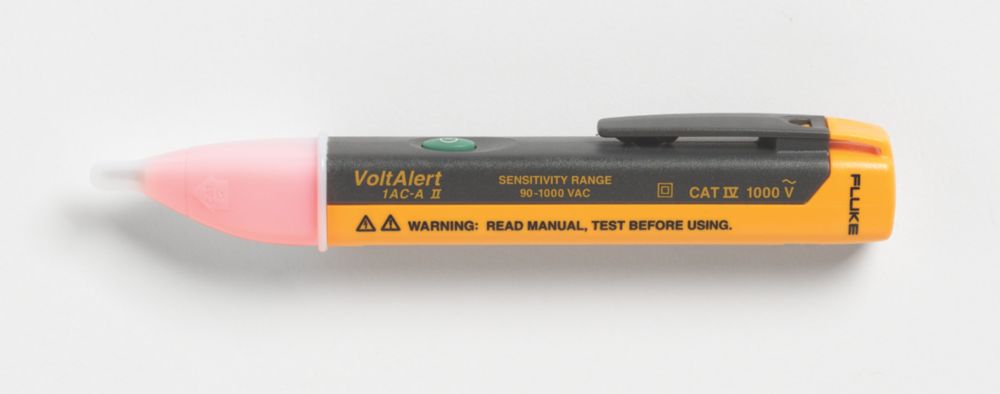 VoltAlert
1AC-A II
SENSITIVITY RANGE
90-1000 VAC
CAT IV 1000 V
~
FLUKE
WARNING: READ MANUAL, TEST BEFORE USING.